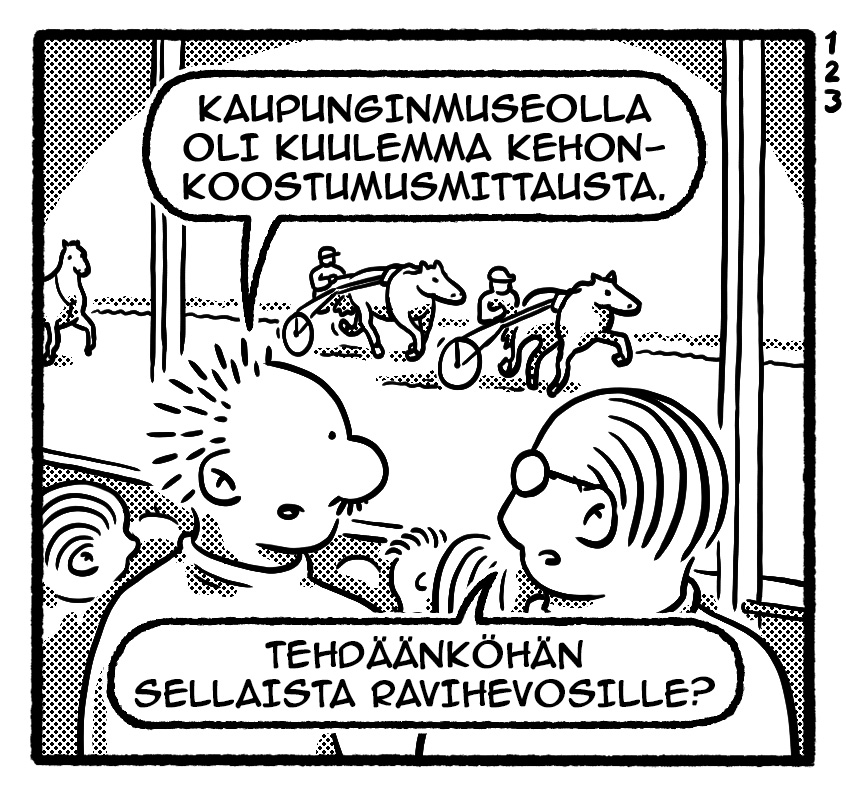 KAUPUNGINMUSEOLLA
OLI KUULEMMA KEHON-
KOOSTUMUSMITTAUSTA.
TEHDÄÄNKÖHÄN
SELLAISTA RAVIHEVOSILLE?
1
2
3